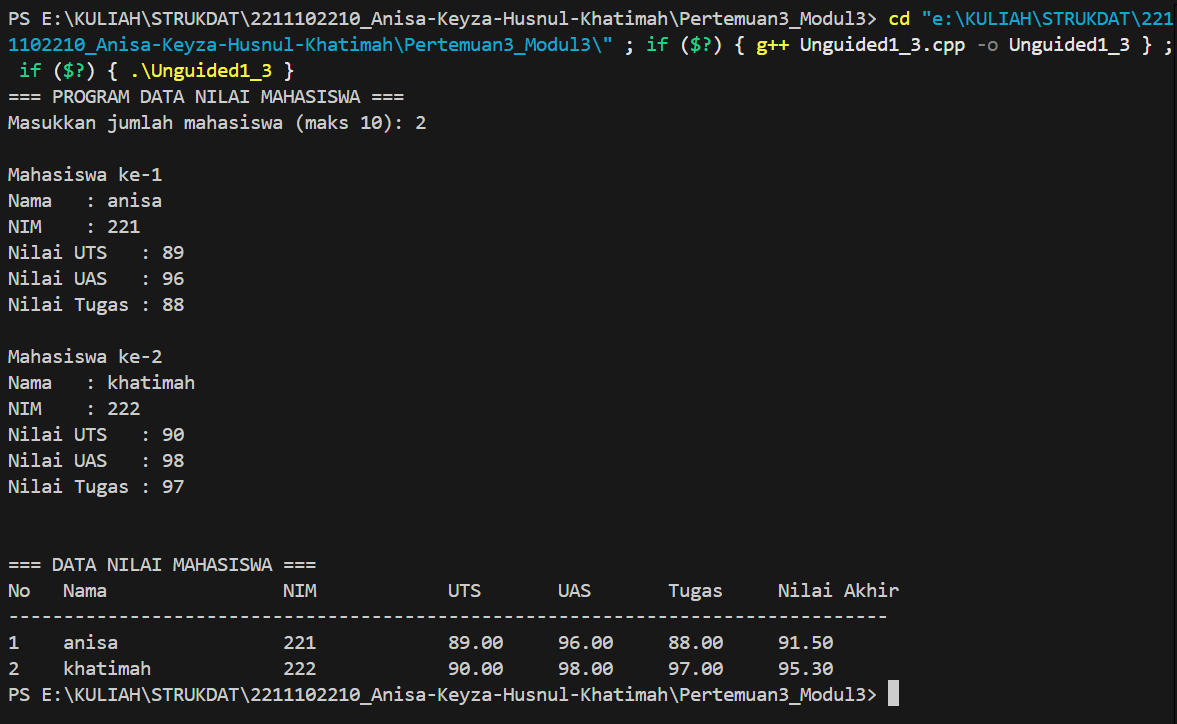 PS E:\KULIAH\STRUKDAT\2211102210_Anisa-Keyza-Husnul-Khatimah\Pertemuan3_Modul3> cd "e:\KULIAH\STRUKDAT\221
1102210_Anisa-Keyza-Husnul-Khatimah\Pertemuan3_Modul3\" ; if ($?) { g++ Unguided1_3.cpp -o Unguided1_3 } ;
 if ($?) { .\Unguided1_3 }
=== PROGRAM DATA NILAI MAHASISWA ===
Masukkan jumlah mahasiswa (maks 10): 2

Mahasiswa ke-1
Nama   : anisa
NIM    : 221
Nilai UTS   : 89
Nilai UAS   : 96
Nilai Tugas : 88

Mahasiswa ke-2
Nama   : khatimah
NIM    : 222
Nilai UTS   : 90
Nilai UAS   : 98
Nilai Tugas : 97


=== DATA NILAI MAHASISWA ===
No   Nama                NIM            UTS       UAS       Tugas     Nilai Akhir
--------------------------------------------------------------------------------
1    anisa               221            89.00     96.00     88.00     91.50
2    khatimah            222            90.00     98.00     97.00     95.30
PS E:\KULIAH\STRUKDAT\2211102210_Anisa-Keyza-Husnul-Khatimah\Pertemuan3_Modul3>